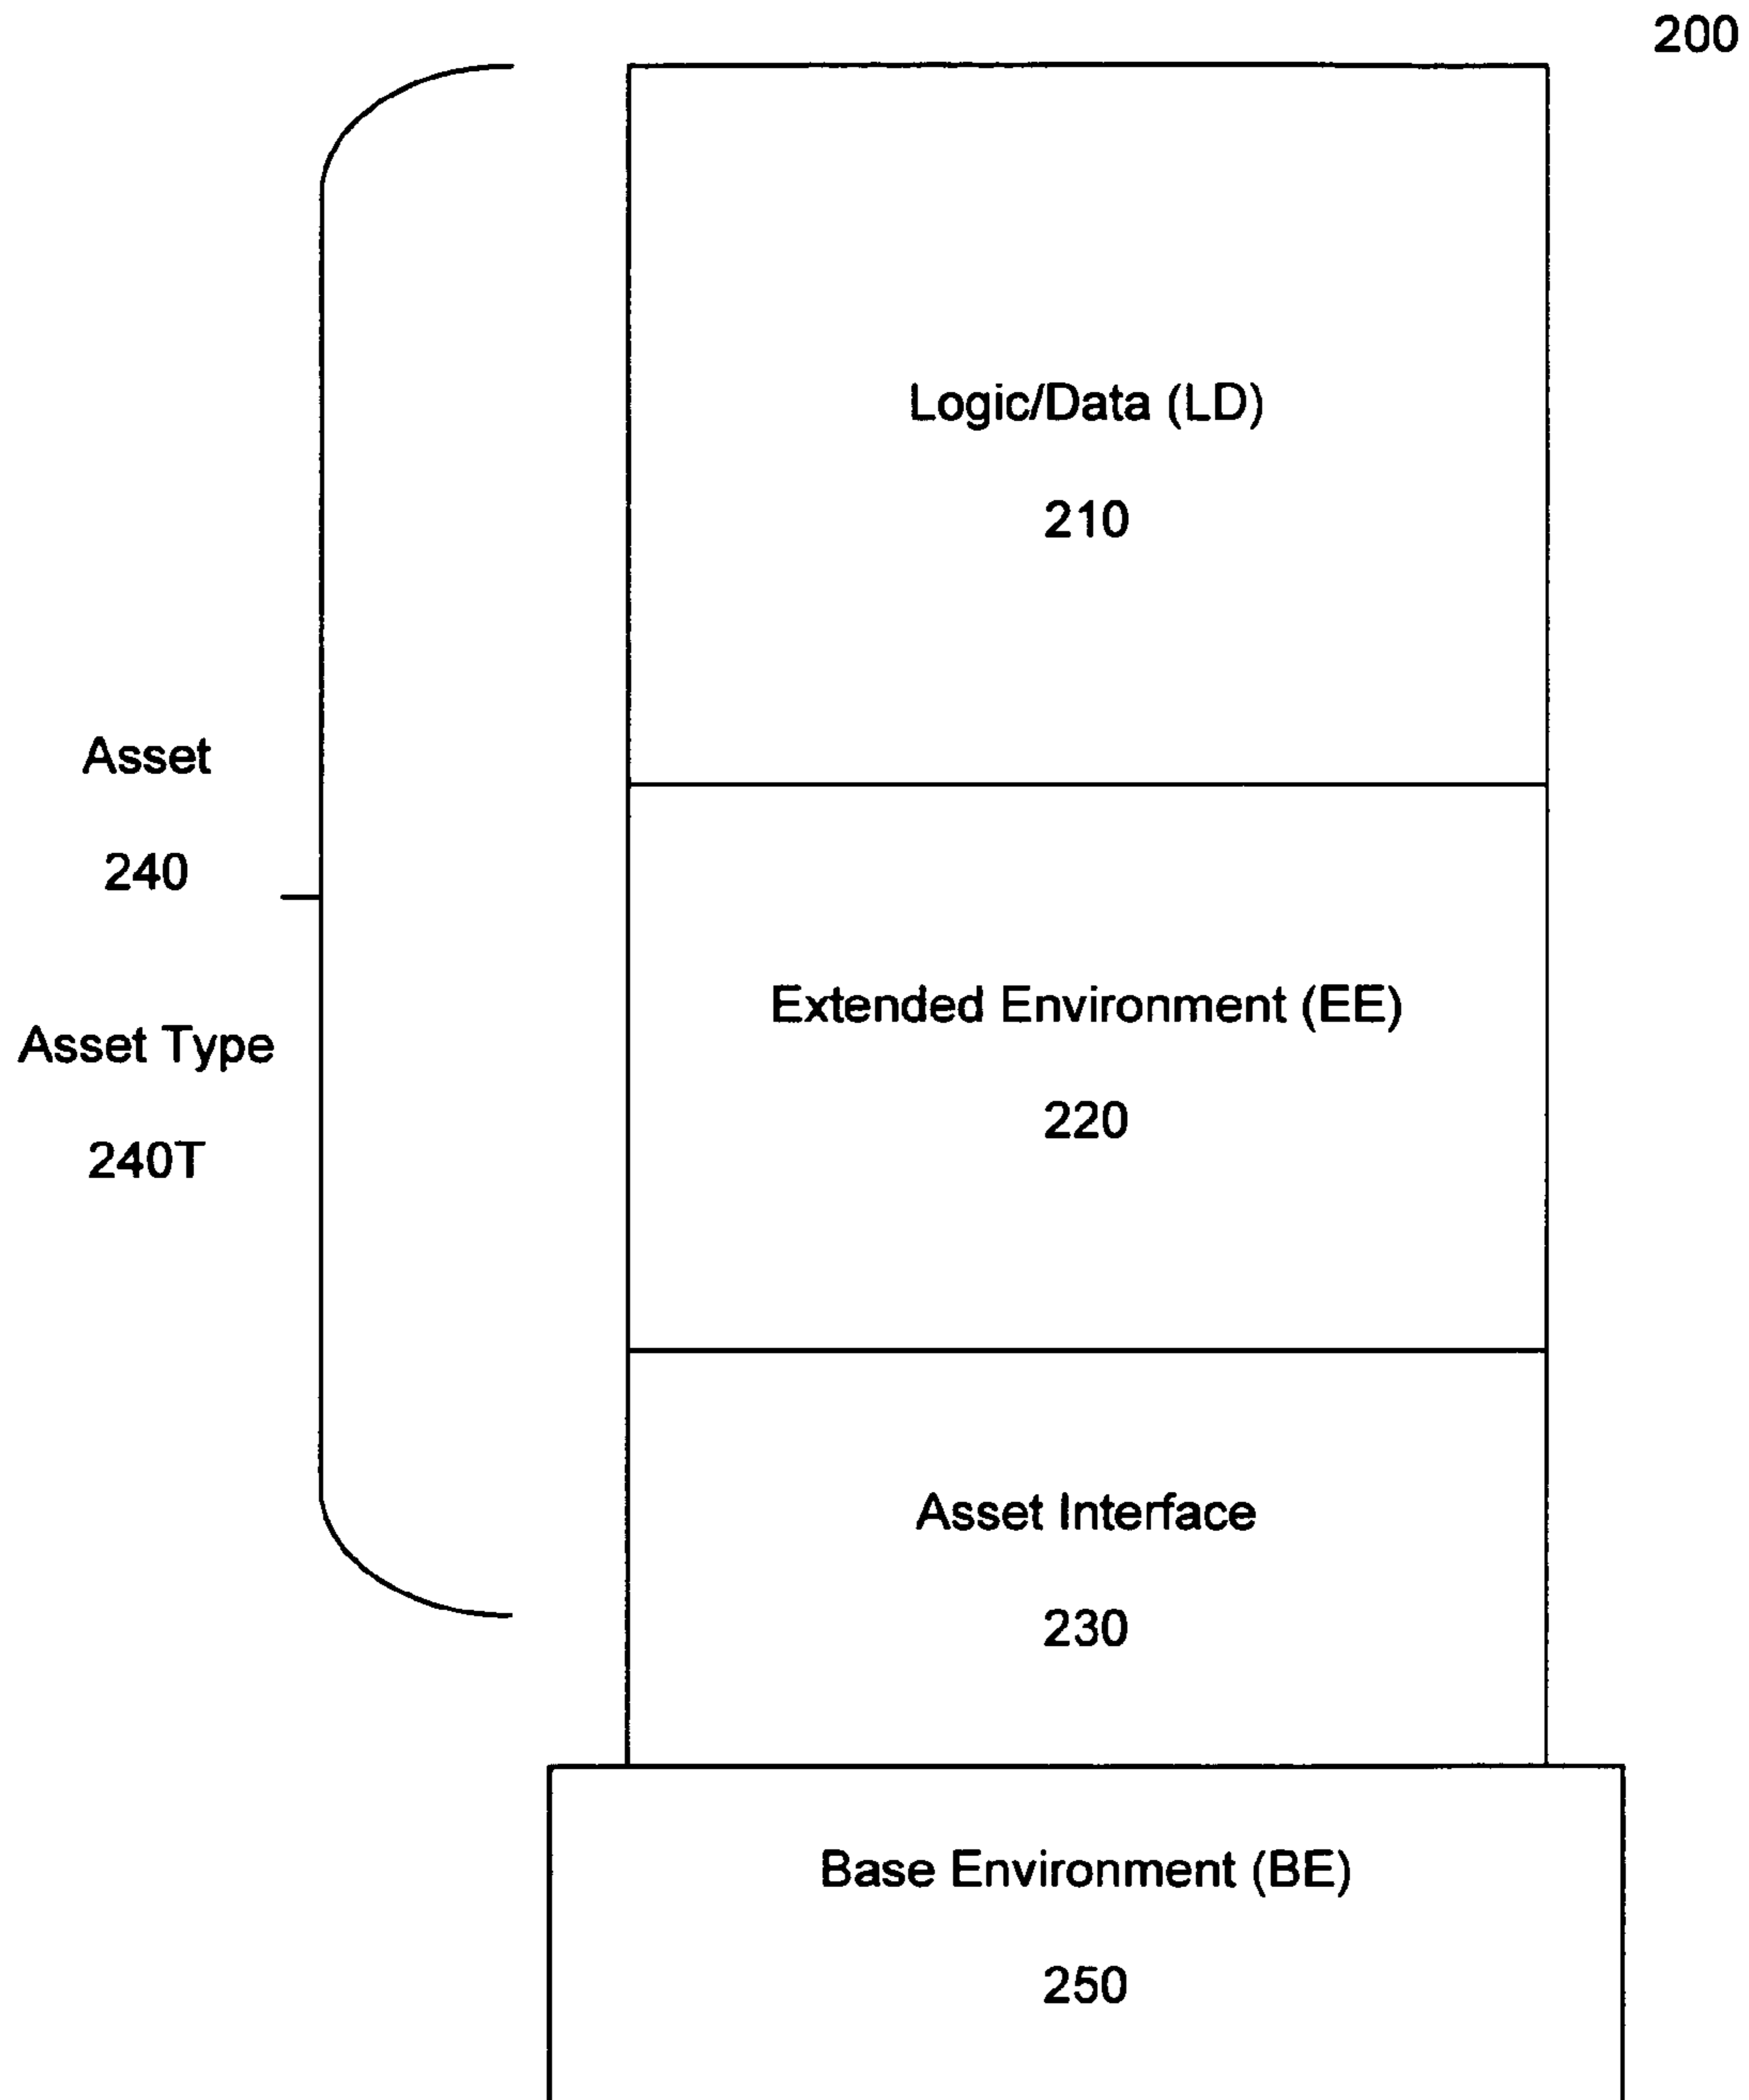 200
Logic/Data (LD)
210
Asset
240
Asset Type
240T
Extended Environment (EE)
220
Asset Interface
230
Base Environment (BE)
250